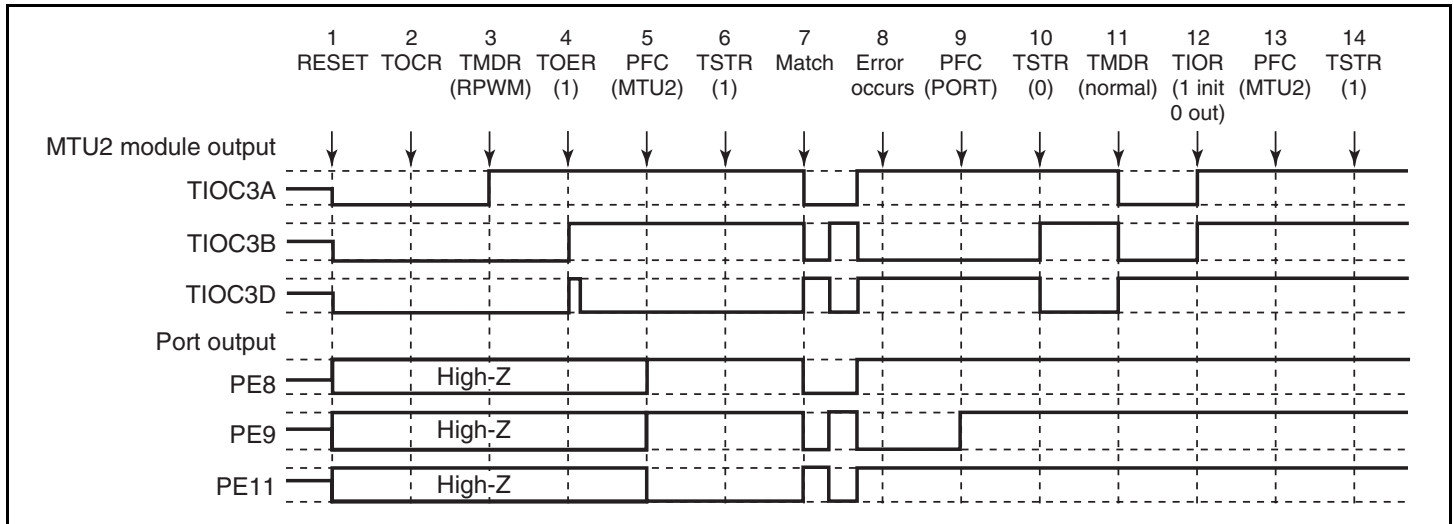 1 2 3 4 5 6 7 8 9 10 11 12 13 14
RESET TOCR TMDR TOER PFC TSTR Match Error PFC TSTR TMDR TIOR PFC TSTR
(RPWM) (1) (MTU2) (1) occurs (PORT) (0) (normal) (1 init (MTU2) (1)
0 out)
MTU2 module output
TIOC3A
TIOC3B
TIOC3D
Port output
PE8 High-Z
PE9 High-Z
PE11 High-Z